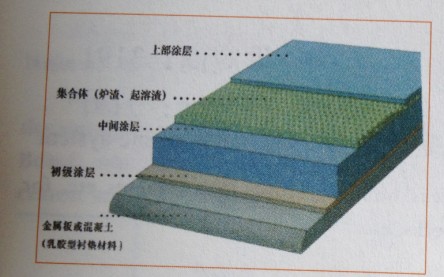 上部涂层
集合体（炉渣、起溶渣）
中间涂层
初级涂层
金属板或混凝土
（乳胶型衬垫材料）